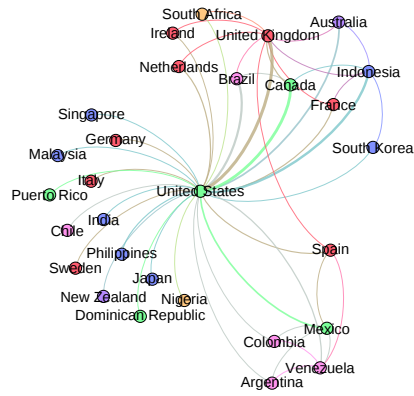 South Africa
Australia
Ireland
United Kingdom
Netherlands
Brazil
Indonesia
Canada
France
Singapore
Germany
South Korea
Malaysia
Italy
Puerto Rico
United States
India
Chile
Philippines
Spain
Sweden
Japan
New Zealand
Nigeria
Dominican Republic
Mexico
Colombia
Venezuela
Argentina